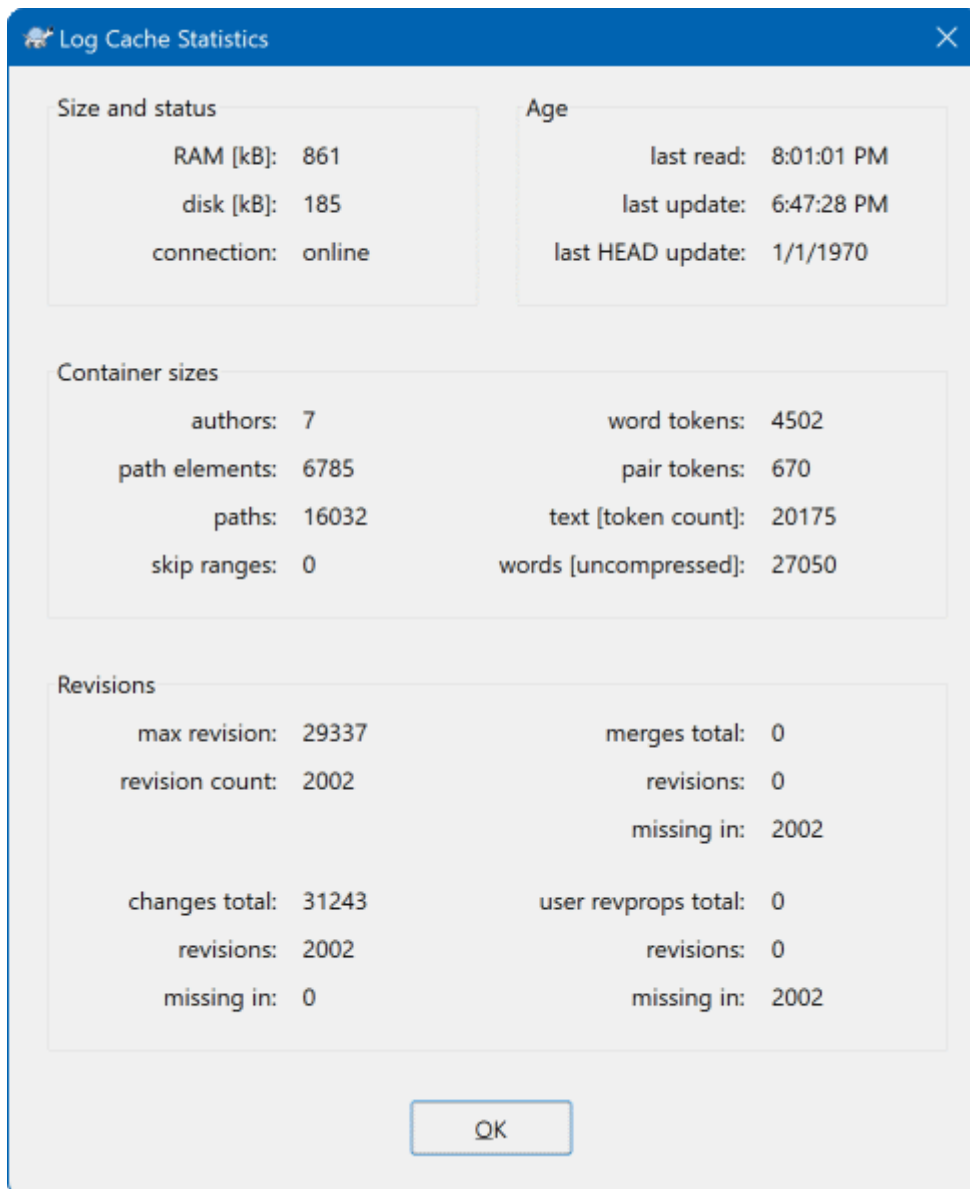 Log Cache Statistics
Size and status
RAM [kB]: 861
disk [kB]: 185
connection: online
Age
last read: 8:01:01 PM
last update: 6:47:28 PM
last HEAD update: 1/1/1970
Container sizes
authors: 7
path elements: 6785
paths: 16032
skip ranges: 0
word tokens: 4502
pair tokens: 670
text [token count]: 20175
words [uncompressed]: 27050
Revisions
max revision: 29337
revision count: 2002
merges total: 0
revisions: 0
missing in: 2002
changes total: 31243
revisions: 2002
missing in: 0
user revprops total: 0
revisions: 0
missing in: 2002
OK